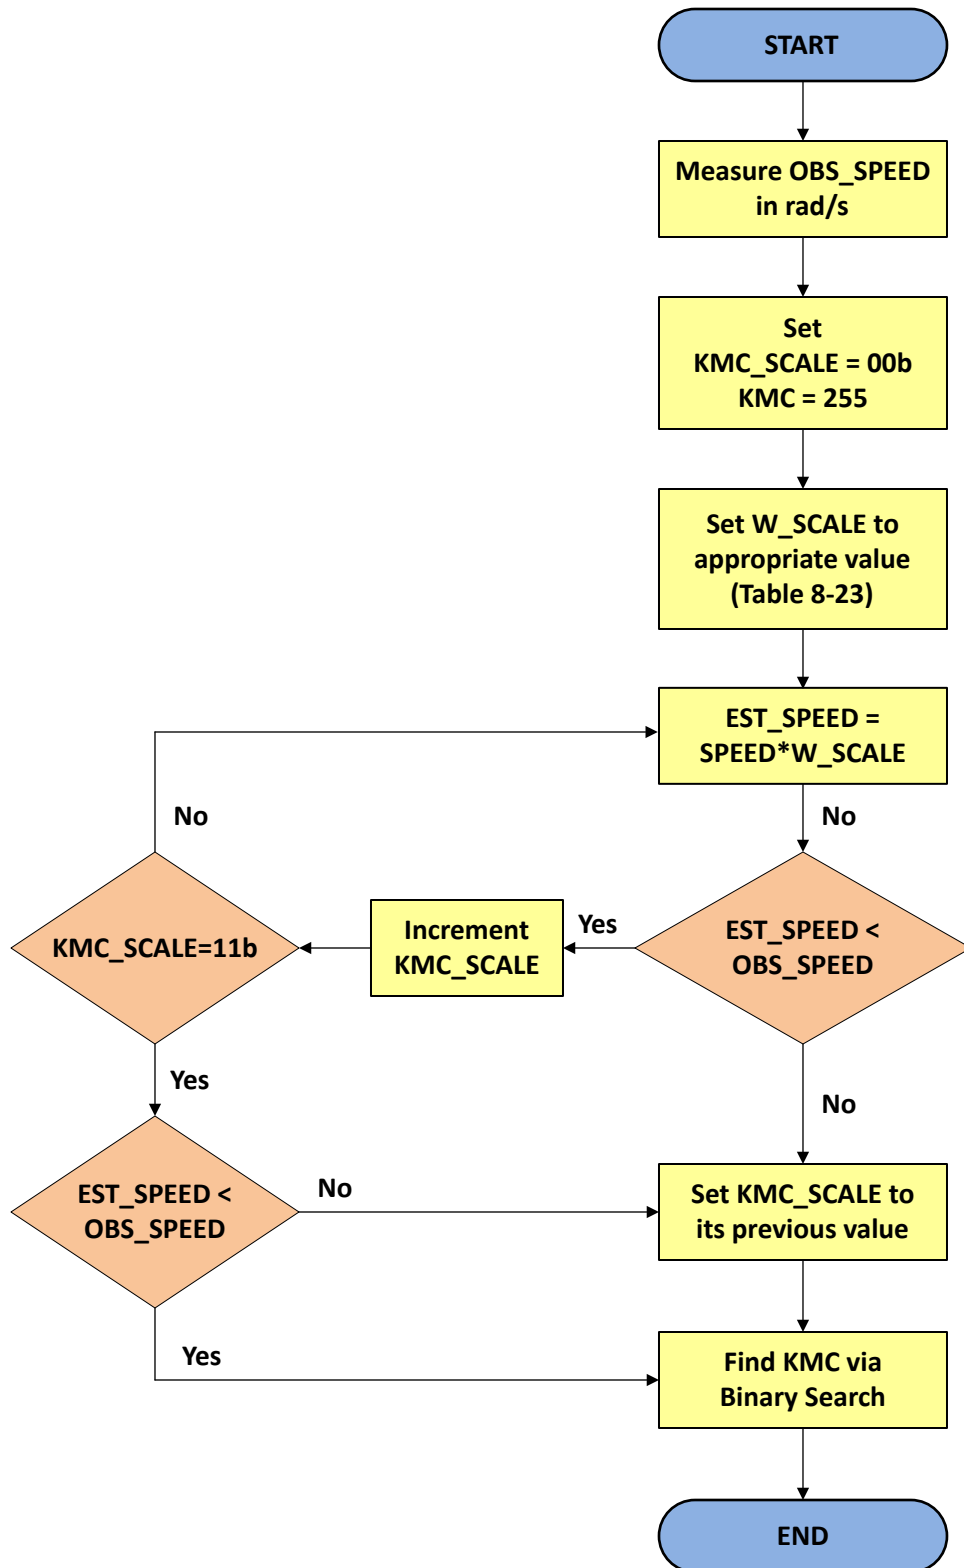 START
Measure OBS_SPEED
in rad/s
Set
KMC_SCALE = 00b
KMC = 255
Set W_SCALE to
appropriate value
(Table 8-23)
EST_SPEED =
SPEED*W_SCALE
No
No
EST_SPEED <
OBS_SPEED
Yes
Increment
KMC_SCALE
KMC_SCALE=11b
Yes
No
EST_SPEED <
OBS_SPEED
No
Set KMC_SCALE to
its previous value
Yes
Find KMC via
Binary Search
END